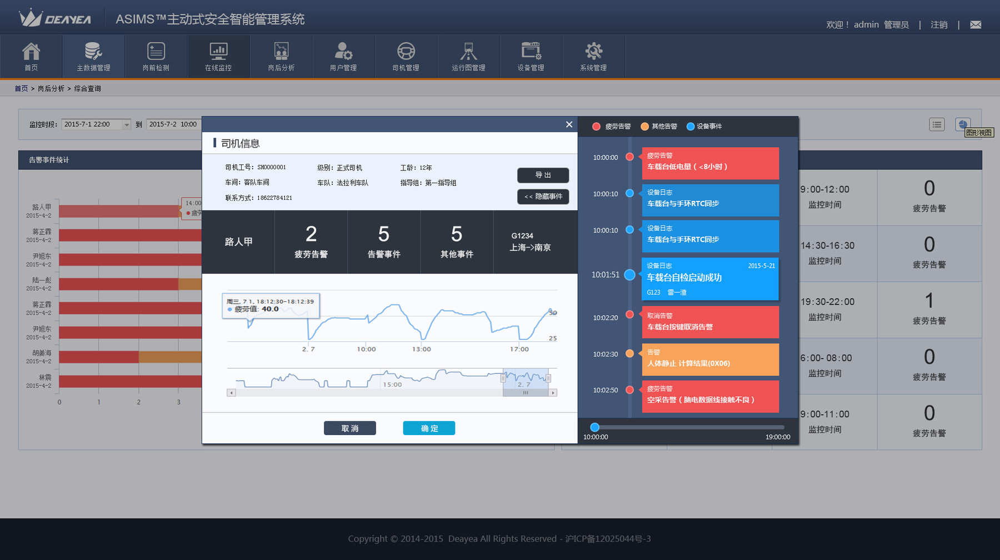 DEAYEA
ASIMS™主动式安全智能管理系统
欢迎！ admin 管理员 | 注销 |
首页
主数据管理
岗前检测
在线监控
岗后分析
用户管理
司机管理
运行图管理
设备管理
系统管理
首页 > 岗后分析 > 综合查询
监控时段: 2015-7-1 22:00 到 2015-7-2 10:00
图形视图
告警事件统计
路人甲
2015-4-2
蒋正霖
2015-4-2
尹旭东
2015-4-2
陆一彪
2015-4-2
蒋正霖
2015-4-2
尹旭东
2015-4-2
胡姜海
2015-4-2
林震
2015-4-2
0 1 2 3
14:00
疲劳
司机信息
司机工号: SH0000001 级别: 正式司机 工龄: 12年
车间: 客队车间 车队: 法拉利车队 指导组: 第一指导组
联系方式: 18622784121
导 出
<< 隐藏事件
路人甲
2
疲劳告警
5
告警事件
5
其他事件
G1234
上海->南京
周三, 7 1, 18:12:30-18:12:39
疲劳值: 40.0
50
25
2. 7 10:00 13:00 17:00
15:00 2. 7
取 消
确 定
疲劳告警 其他告警 设备事件
10:00:00
疲劳告警
车载台低电量（<8小时）
10:00:10
设备日志
车载台与手环RTC同步
10:00:10
设备日志
车载台与手环RTC同步
10:01:51
设备日志 2015-5-21
车载台自检启动成功
G123 雷一渣
10:02:20
取消告警
车载台按键取消告警
10:02:30
告警
人体静止 计算结果(0X06)
10:02:50
疲劳告警
空采告警（脑电数据线接触不良）
10:00:00 19:00:00
9:00-12:00
监控时间
0
疲劳告警
14:30-16:30
监控时间
0
疲劳告警
19:30-22:00
监控时间
1
疲劳告警
6:00- 08:00
监控时间
0
疲劳告警
9:00-11:00
监控时间
0
疲劳告警
Copyright © 2014-2015 Deayea All Rights Reserved - 沪ICP备12025044号-3